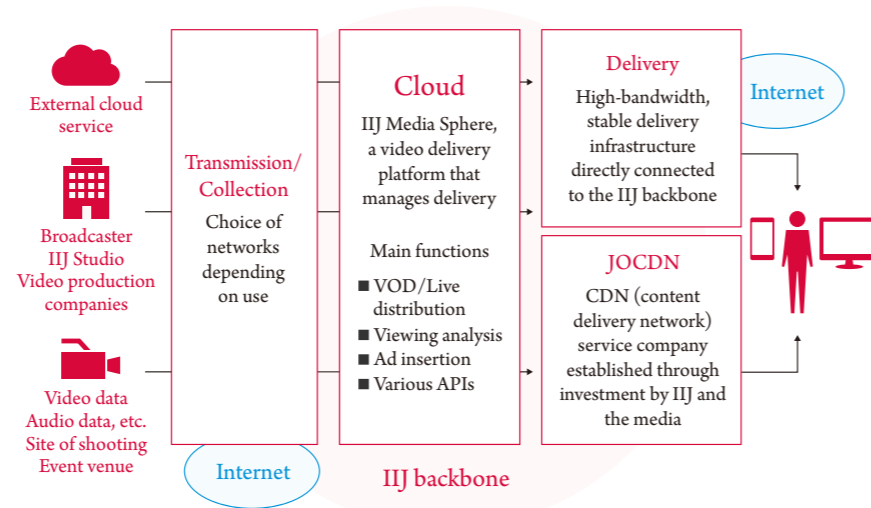 External cloud
service
Broadcaster
IIJ Studio
Video production
companies
Video data
Audio data, etc.
Site of shooting
Event venue
Transmission/
Collection
Choice of
networks
depending
on use
Internet
Cloud
IIJ Media Sphere,
a video delivery
platform that
manages delivery
Main functions
■ VOD/Live
distribution
■ Viewing analysis
■ Ad insertion
■ Various APIs
IIJ backbone
Delivery
High-bandwidth,
stable delivery
infrastructure
directly connected
to the IIJ backbone
Internet
JOCDN
CDN (content
delivery network)
service company
established through
investment by IIJ and
the media